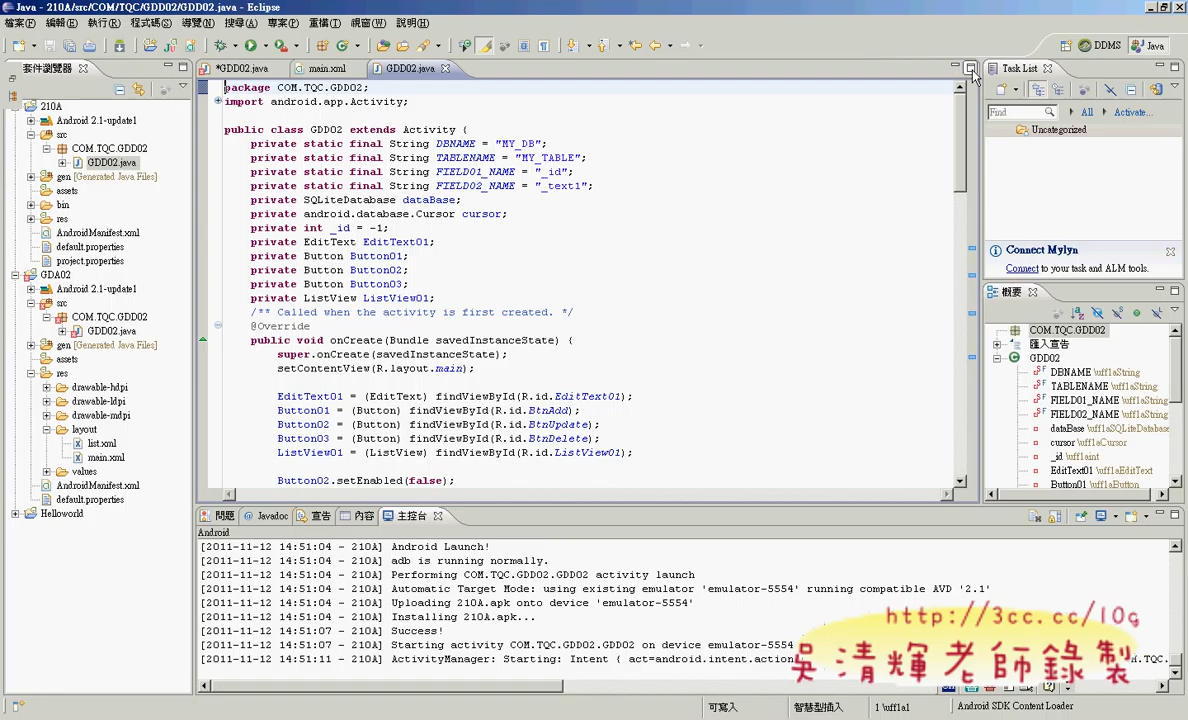 Java - 210A/src/COM/TQC/GDD02/GDD02.java - Eclipse
檔案(F) 編輯(E) 執行(R) 程式碼(S) 導覽(N) 搜尋(A) 專案(P) 重構(T) 視窗(W) 說明(H)
DDMS Java
套件瀏覽器
*GDD02.java main.xml GDD02.java
Task List
210A
Android 2.1-update1
src
COM.TQC.GDD02
GDD02.java
gen [Generated Java Files]
assets
bin
res
AndroidManifest.xml
default.properties
project.properties
GDA02
Android 2.1-update1
src
COM.TQC.GDD02
GDD02.java
gen [Generated Java Files]
assets
res
drawable-hdpi
drawable-ldpi
drawable-mdpi
layout
list.xml
main.xml
values
AndroidManifest.xml
default.properties
Helloworld
package COM.TQC.GDD02;
import android.app.Activity;
public class GDD02 extends Activity {
private static final String DBNAME = "MY_DB";
private static final String TABLENAME = "MY_TABLE";
private static final String FIELD01_NAME = "_id";
private static final String FIELD02_NAME = "_text1";
private SQLiteDatabase dataBase;
private android.database.Cursor cursor;
private int _id = -1;
private EditText EditText01;
private Button Button01;
private Button Button02;
private Button Button03;
private ListView ListView01;
/** Called when the activity is first created. */
@Override
public void onCreate(Bundle savedInstanceState) {
super.onCreate(savedInstanceState);
setContentView(R.layout.main);
EditText01 = (EditText) findViewById(R.id.EditText01);
Button01 = (Button) findViewById(R.id.BtnAdd);
Button02 = (Button) findViewById(R.id.BtnUpdate);
Button03 = (Button) findViewById(R.id.BtnDelete);
ListView01 = (ListView) findViewById(R.id.ListView01);
Button02.setEnabled(false);
Find All Activate...
Uncategorized
Connect Mylyn
Connect to your task and ALM tools.
概要
COM.TQC.GDD02
匯入宣告
GDD02
DBNAME \uff1aString
TABLENAME \uff1aString
FIELD01_NAME \uff1aString
FIELD02_NAME \uff1aString
dataBase \uff1aSQLiteDatabase
cursor \uff1aCursor
_id \uff1aint
EditText01 \uff1aEditText
Button01 \uff1aButton
問題 Javadoc 宣告 內容 主控台
Android
[2011-11-12 14:51:04 - 210A] Android Launch!
[2011-11-12 14:51:04 - 210A] adb is running normally.
[2011-11-12 14:51:04 - 210A] Performing COM.TQC.GDD02.GDD02 activity launch
[2011-11-12 14:51:04 - 210A] Automatic Target Mode: using existing emulator 'emulator-5554' running compatible AVD '2.1'
[2011-11-12 14:51:04 - 210A] Uploading 210A.apk onto device 'emulator-5554'
[2011-11-12 14:51:04 - 210A] Installing 210A.apk...
[2011-11-12 14:51:07 - 210A] Success!
[2011-11-12 14:51:07 - 210A] Starting activity COM.TQC.GDD02.GDD02 on device emulator-5554
[2011-11-12 14:51:11 - 210A] ActivityManager: Starting: Intent { act=android.intent.action
http://3cc.cc/10g
吳清輝老師錄製
可寫入 智慧型插入 1 \uff1a1 Android SDK Content Loader